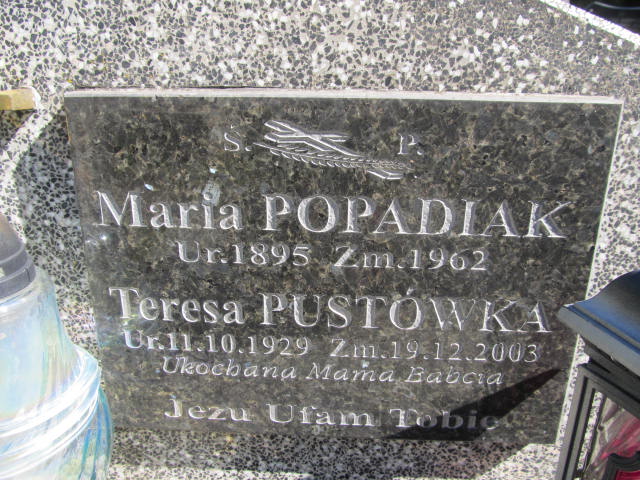 Ś. P.
Maria POPADIAK
Ur.1895 Zm.1962
Teresa PUSTÓWKA
Ur.11.10.1929 Zm.19.12.2003
Ukochana Mama Babcia
Jezu Ufam Tobie